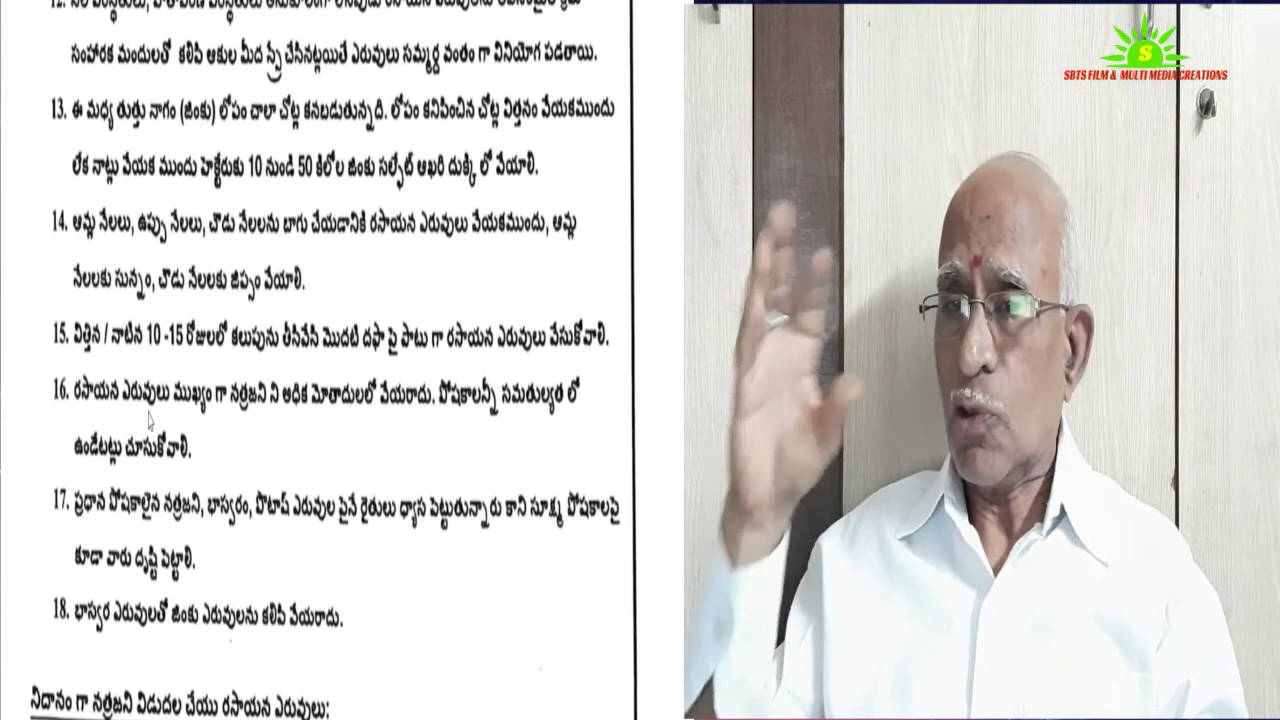 సంహారక మందులతో కలిపి ఆకుల మీద స్ప్రే చేసినట్లయితే ఎరువులు సమర్ధ వంతం గా వినియోగ పడతాయి.
13. ఈ మధ్య తుత్తు నాగం (జింకు) లోపం చాలా చోట్ల కనబడుతున్నది. లోపం కనిపించిన చోట్ల విత్తనం వేయకముందు
లేక నాట్లు వేయక ముందు హెక్టేరుకు 10 నుండి 50 కిలోల జింకు సల్ఫేట్ ఆఖరి దుక్కి లో వేయాలి.
14. ఆమ్ల నేలలు, ఉప్పు నేలలు, చౌడు నేలలను బాగు చేయడానికి రసాయన ఎరువులు వేయకముందు, ఆమ్ల
నేలలకు సున్నం, చౌడు నేలలకు జిప్సం వేయాలి.
15. విత్తిన / నాటిన 10 -15 రోజులలో కలుపును తీసివేసి మొదటి దఫా పై పాటు గా రసాయన ఎరువులు వేసుకోవాలి.
16. రసాయన ఎరువులు ముఖ్యం గా నత్రజని ని అధిక మోతాదులలో వేయరాదు. పోషకాలన్నీ సమతుల్యత లో
ఉండేటట్లు చూసుకోవాలి.
17. ప్రధాన పోషకాలైన నత్రజని, భాస్వరం, పొటాష్ ఎరువుల పైనే రైతులు ధ్యాస పెట్టుతున్నారు కాని సూక్ష్మ పోషకాలపై
కూడా వారు దృష్టి పెట్టాలి.
18. భాస్వర ఎరువులతో జింకు ఎరువులను కలిపి వేయరాదు.
నిదానం గా నత్రజని విడుదల చేయు రసాయన ఎరువులు:
S
SBTS FILM & MULTI MEDIA CREATIONS